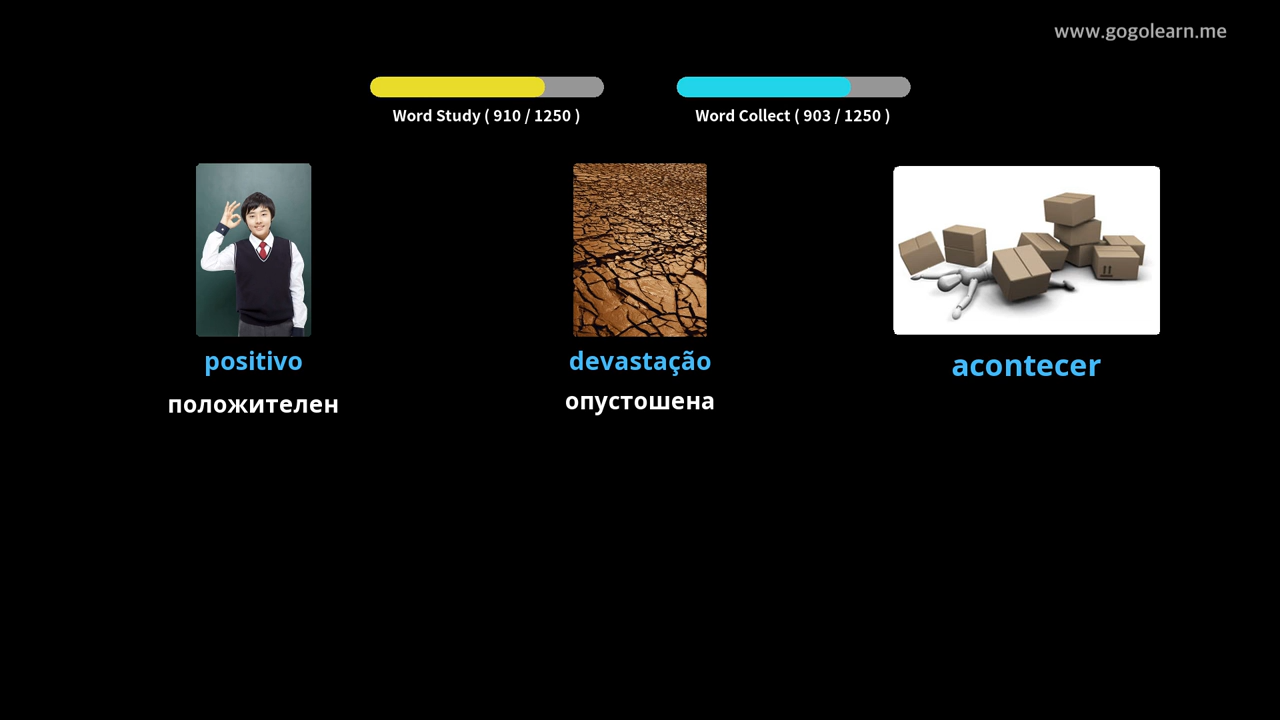 www.gogolearn.me
Word Study ( 910 / 1250 )
Word Collect ( 903 / 1250 )
positivo
devastação
acontecer
положителен
опустошена